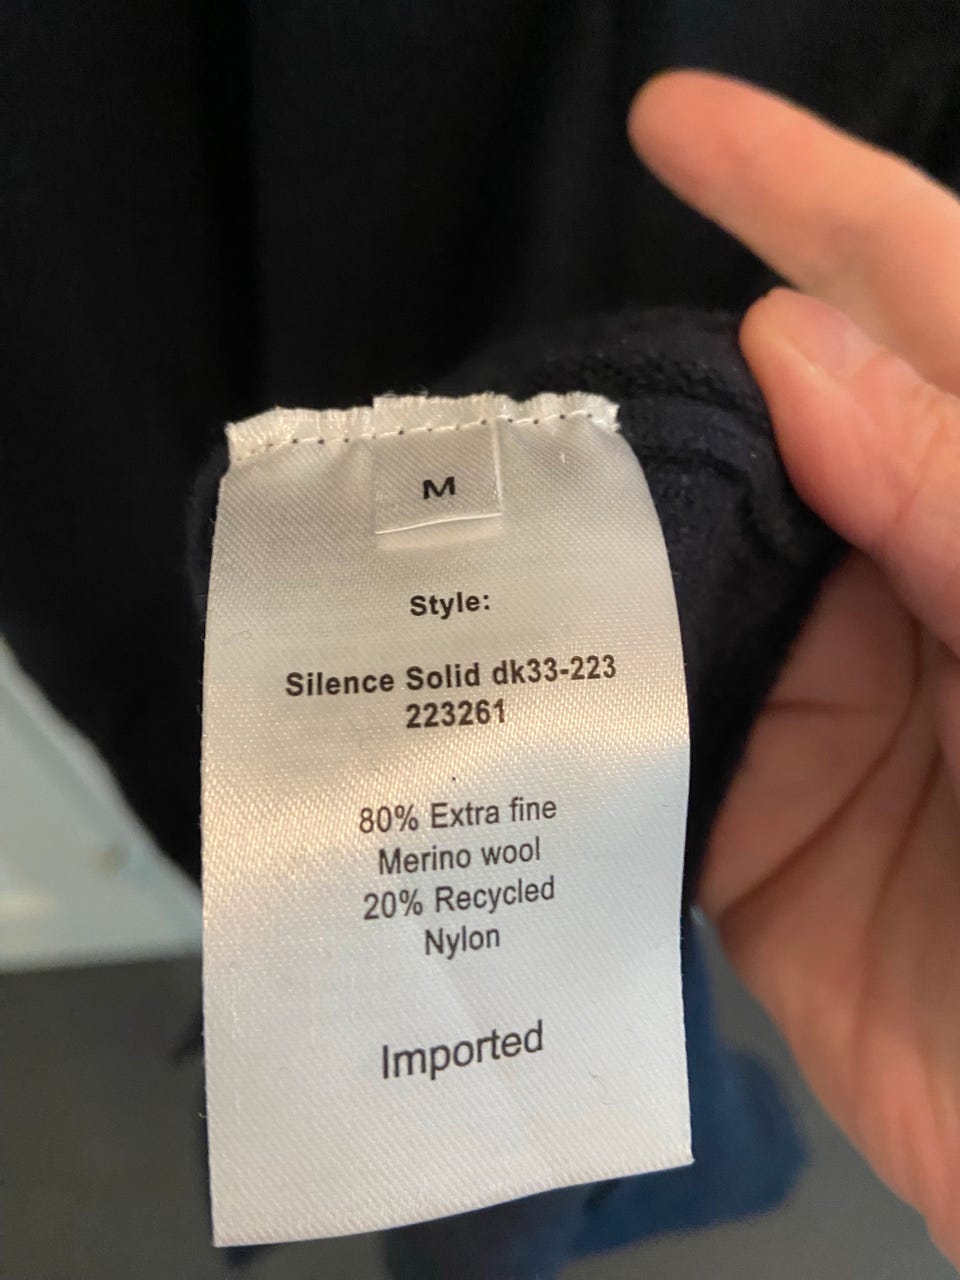 M
Style:
Silence Solid dk33-223
223261
80% Extra fine
Merino wool
20% Recycled
Nylon
Imported